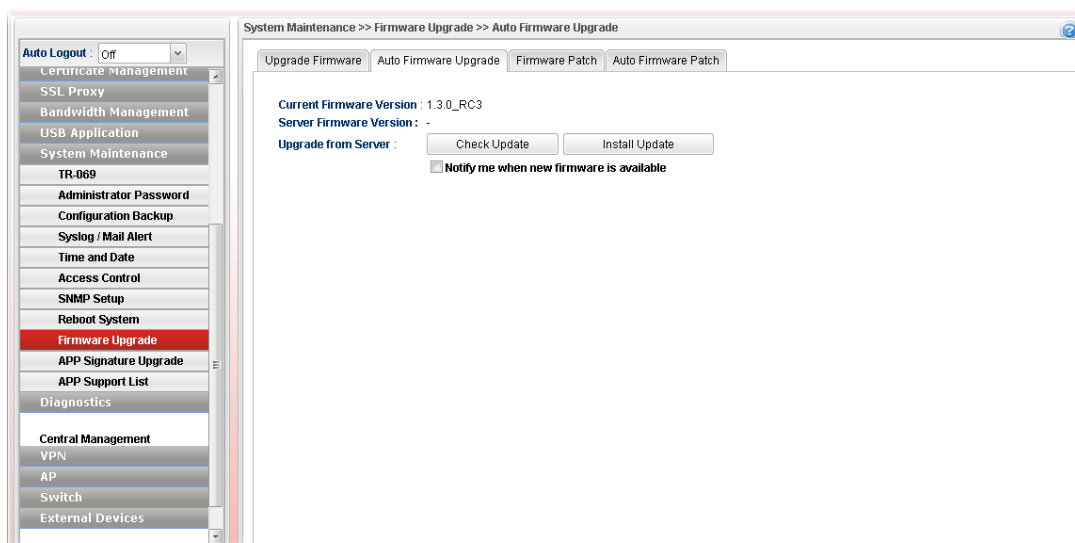 System Maintenance >> Firmware Upgrade >> Auto Firmware Upgrade
Auto Logout : Off
Certificate Management
SSL Proxy
Bandwidth Management
USB Application
System Maintenance
TR-069
Administrator Password
Configuration Backup
Syslog / Mail Alert
Time and Date
Access Control
SNMP Setup
Reboot System
Firmware Upgrade
APP Signature Upgrade
APP Support List
Diagnostics
Central Management
VPN
AP
Switch
External Devices
Upgrade Firmware Auto Firmware Upgrade Firmware Patch Auto Firmware Patch
Current Firmware Version : 1.3.0_RC3
Server Firmware Version : -
Upgrade from Server : Check Update Install Update
Notify me when new firmware is available